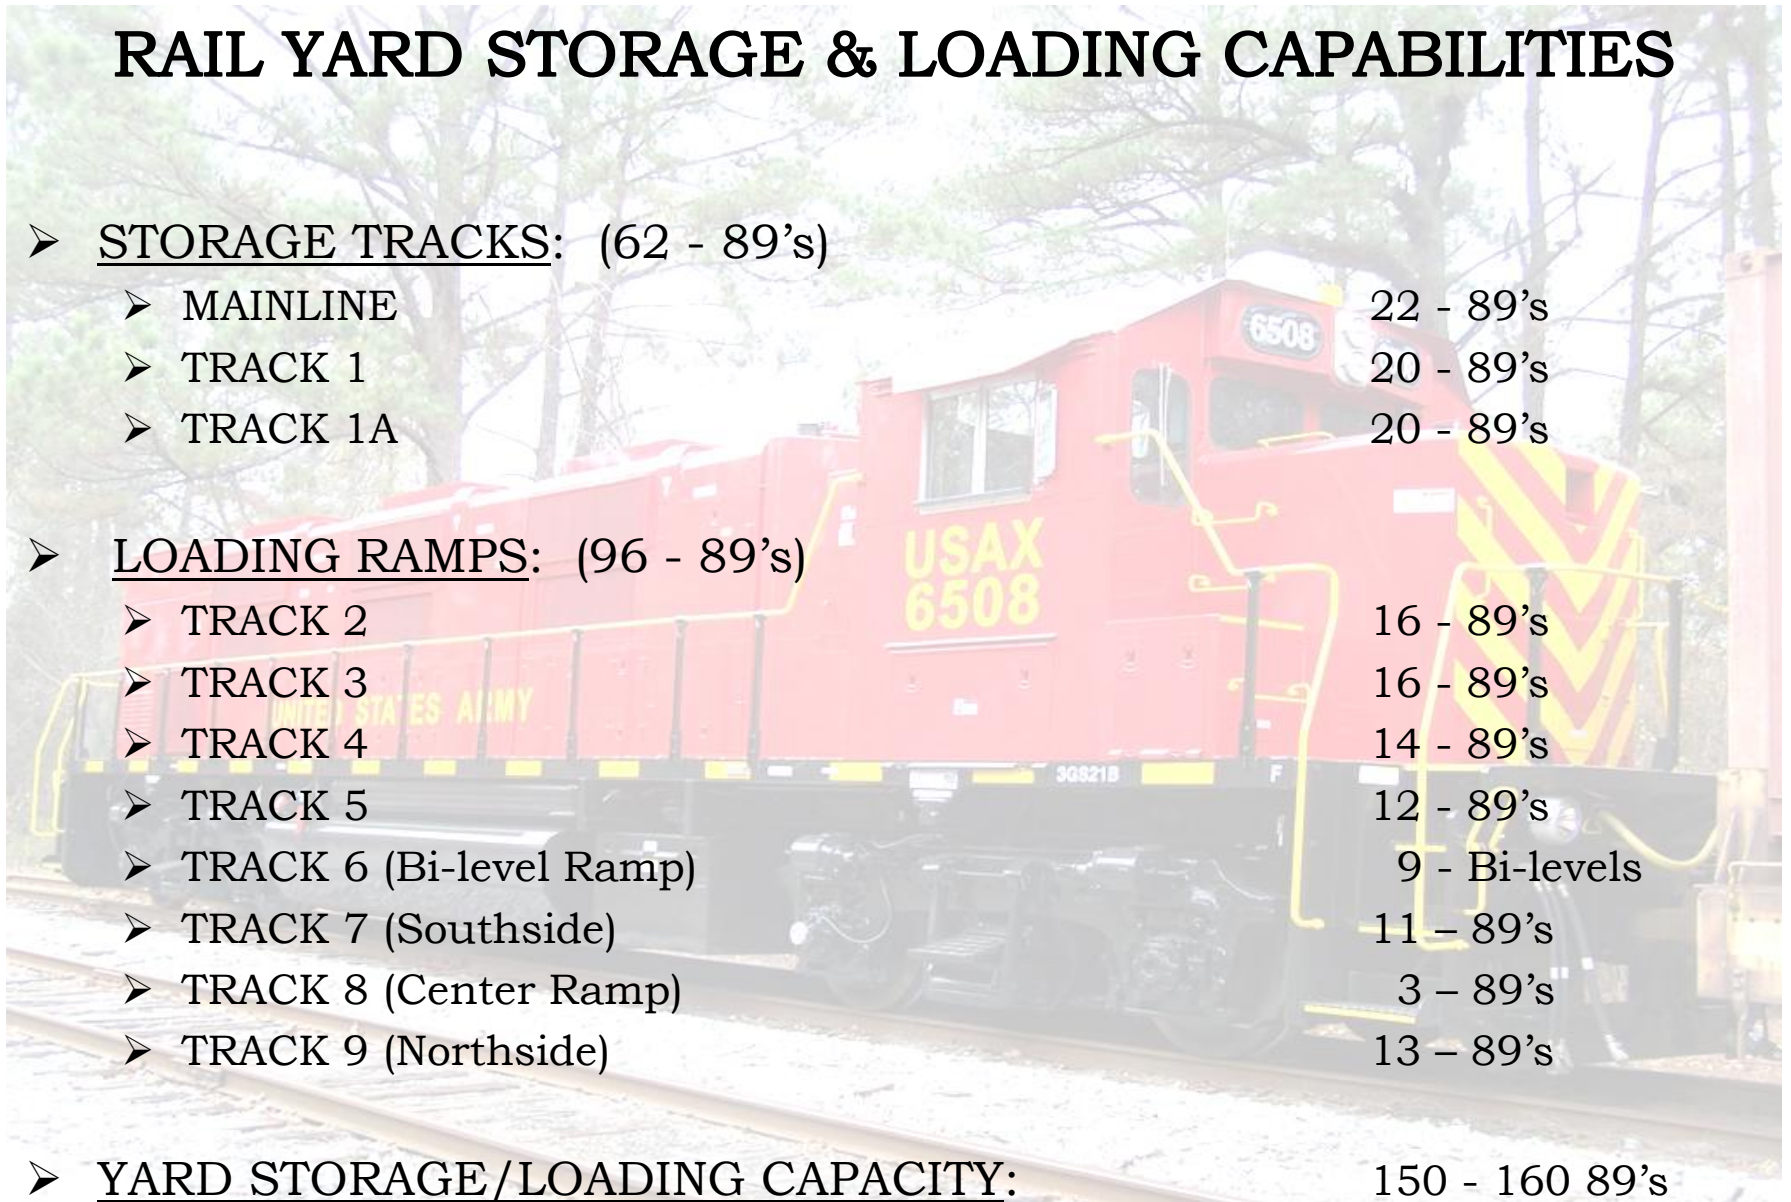 RAIL YARD STORAGE & LOADING CAPABILITIES
➢ STORAGE TRACKS: (62 - 89’s)
➢ MAINLINE 22 - 89’s
➢ TRACK 1 20 - 89’s
➢ TRACK 1A 20 - 89’s
➢ LOADING RAMPS: (96 - 89’s)
➢ TRACK 2 16 - 89’s
➢ TRACK 3 16 - 89’s
➢ TRACK 4 14 - 89’s
➢ TRACK 5 12 - 89’s
➢ TRACK 6 (Bi-level Ramp) 9 - Bi-levels
➢ TRACK 7 (Southside) 11 – 89’s
➢ TRACK 8 (Center Ramp) 3 – 89’s
➢ TRACK 9 (Northside) 13 – 89’s
➢ YARD STORAGE/LOADING CAPACITY: 150 - 160 89’s
6508
USAX
6508
UNITED STATES ARMY
3GS21B
F